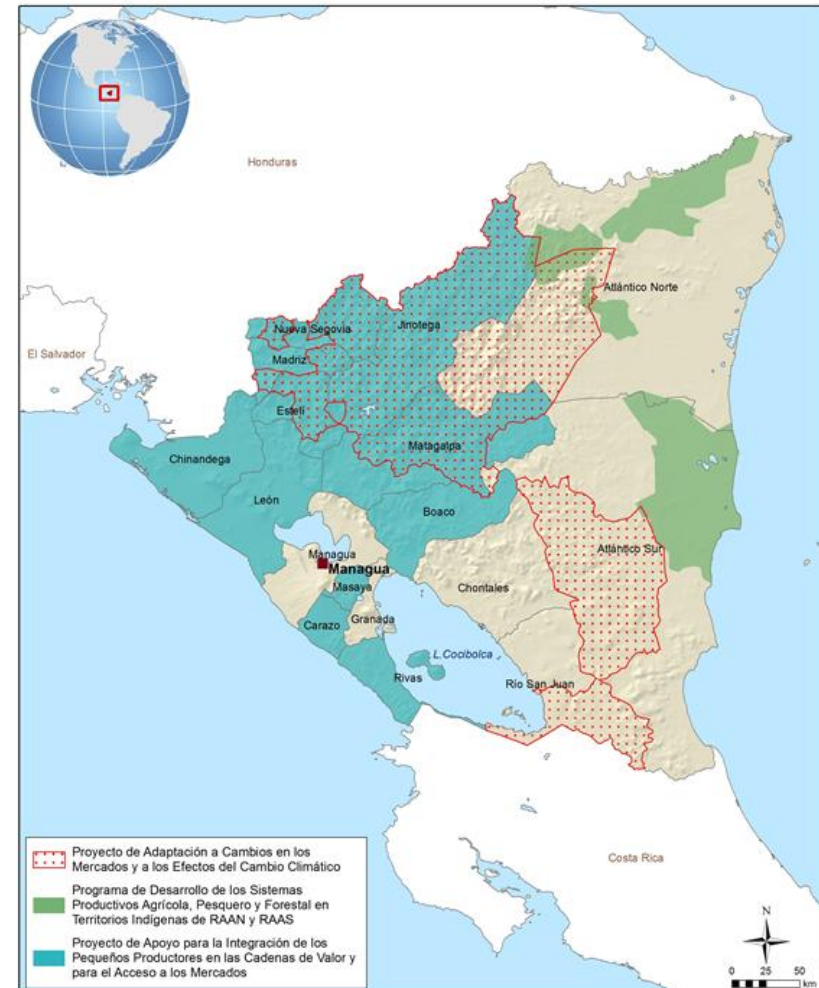 Honduras
El Salvador
Atlántico Norte
Nueva Segovia
Jinotega
Madriz
Estelí
Matagalpa
Chinandega
León
Boaco
Atlántico Sur
Managua
Managua
Masaya
Chontales
Carazo
Granada
L.Cocibolca
Rivas
Río San Juan
Costa Rica
Proyecto de Adaptación a Cambios en los
Mercados y a los Efectos del Cambio Climático
Programa de Desarrollo de los Sistemas
Productivos Agrícola, Pesquero y Forestal en
Territorios Indígenas de RAAN y RAAS
Proyecto de Apoyo para la Integración de los
Pequeños Productores en las Cadenas de Valor y
para el Acceso a los Mercados
N
0 25 50
km